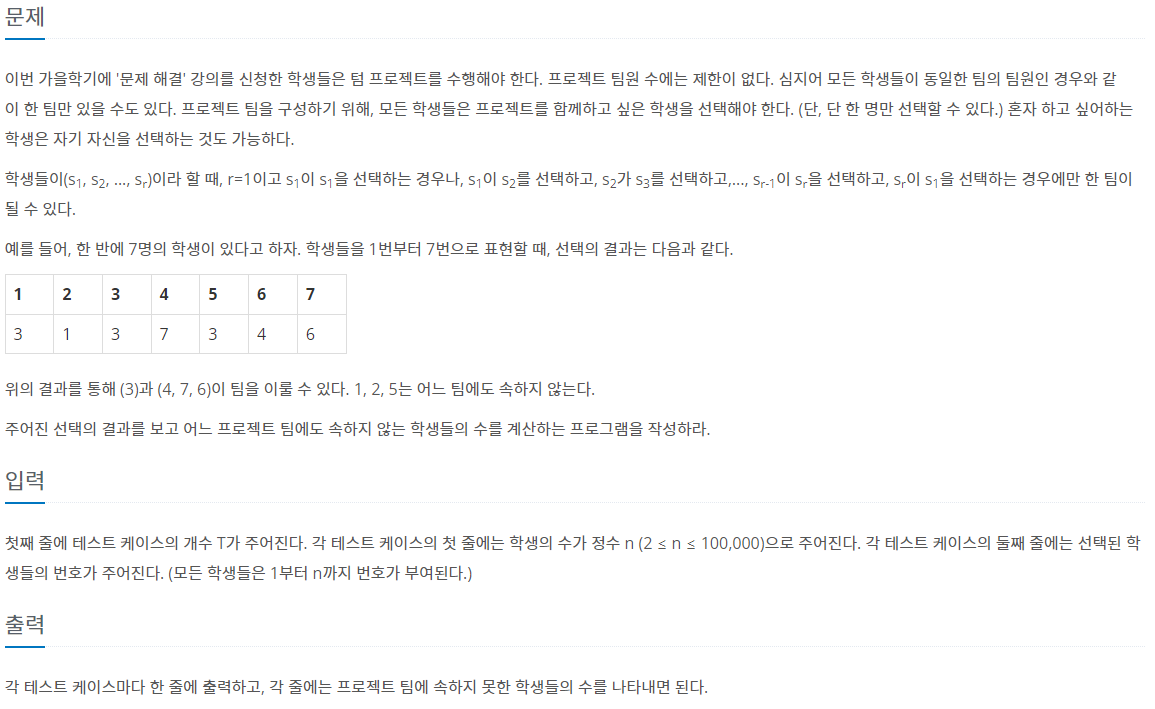 문제
이번 가을학기에 '문제 해결' 강의를 신청한 학생들은 텀 프로젝트를 수행해야 한다. 프로젝트 팀원 수에는 제한이 없다. 심지어 모든 학생들이 동일한 팀의 팀원인 경우와 같
이 한 팀만 있을 수도 있다. 프로젝트 팀을 구성하기 위해, 모든 학생들은 프로젝트를 함께하고 싶은 학생을 선택해야 한다. (단, 단 한 명만 선택할 수 있다.) 혼자 하고 싶어하는
학생은 자기 자신을 선택하는 것도 가능하다.
학생들이(s1, s2, ..., sr)이라 할 때, r=1이고 s1이 s1을 선택하는 경우나, s1이 s2를 선택하고, s2가 s3를 선택하고,..., sr-1이 sr을 선택하고, sr이 s1을 선택하는 경우에만 한 팀이
될 수 있다.
예를 들어, 한 반에 7명의 학생이 있다고 하자. 학생들을 1번부터 7번으로 표현할 때, 선택의 결과는 다음과 같다.
1 2 3 4 5 6 7
3 1 3 7 3 4 6
위의 결과를 통해 (3)과 (4, 7, 6)이 팀을 이룰 수 있다. 1, 2, 5는 어느 팀에도 속하지 않는다.
주어진 선택의 결과를 보고 어느 프로젝트 팀에도 속하지 않는 학생들의 수를 계산하는 프로그램을 작성하라.
입력
첫째 줄에 테스트 케이스의 개수 T가 주어진다. 각 테스트 케이스의 첫 줄에는 학생의 수가 정수 n (2 ≤ n ≤ 100,000)으로 주어진다. 각 테스트 케이스의 둘째 줄에는 선택된 학
생들의 번호가 주어진다. (모든 학생들은 1부터 n까지 번호가 부여된다.)
출력
각 테스트 케이스마다 한 줄에 출력하고, 각 줄에는 프로젝트 팀에 속하지 못한 학생들의 수를 나타내면 된다.